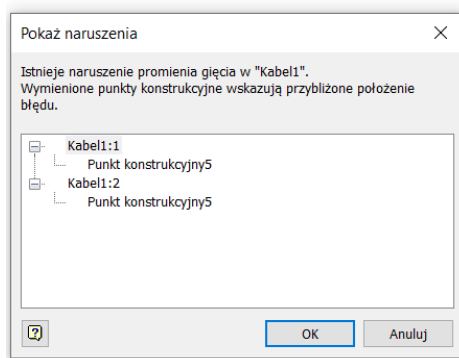 Pokaż naruszenia
Istnieje naruszenie promienia gięcia w "Kabel1".
Wymienione punkty konstrukcyjne wskazują przybliżone położenie
błędu.
Kabel1:1
Punkt konstrukcyjny5
Kabel1:2
Punkt konstrukcyjny5
OK
Anuluj